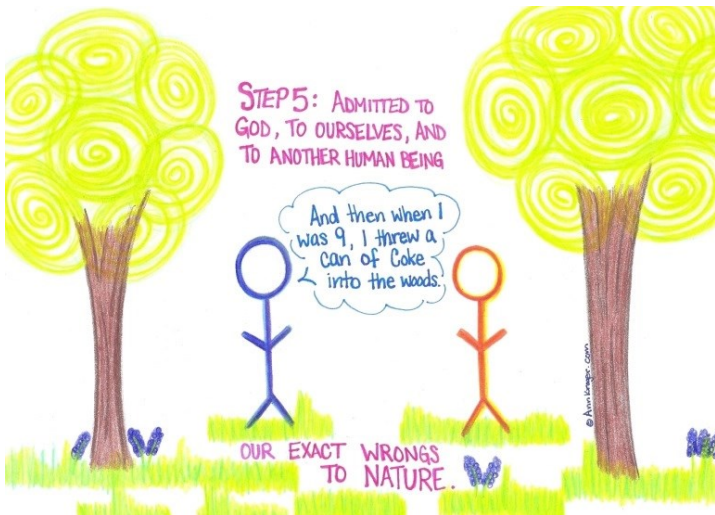 STEP 5: ADMITTED TO
GOD, TO OURSELVES, AND
TO ANOTHER HUMAN BEING
And then when I
was 9, I threw a
can of Coke
into the woods.
© AnnKroger.com
OUR EXACT WRONGS
TO NATURE.